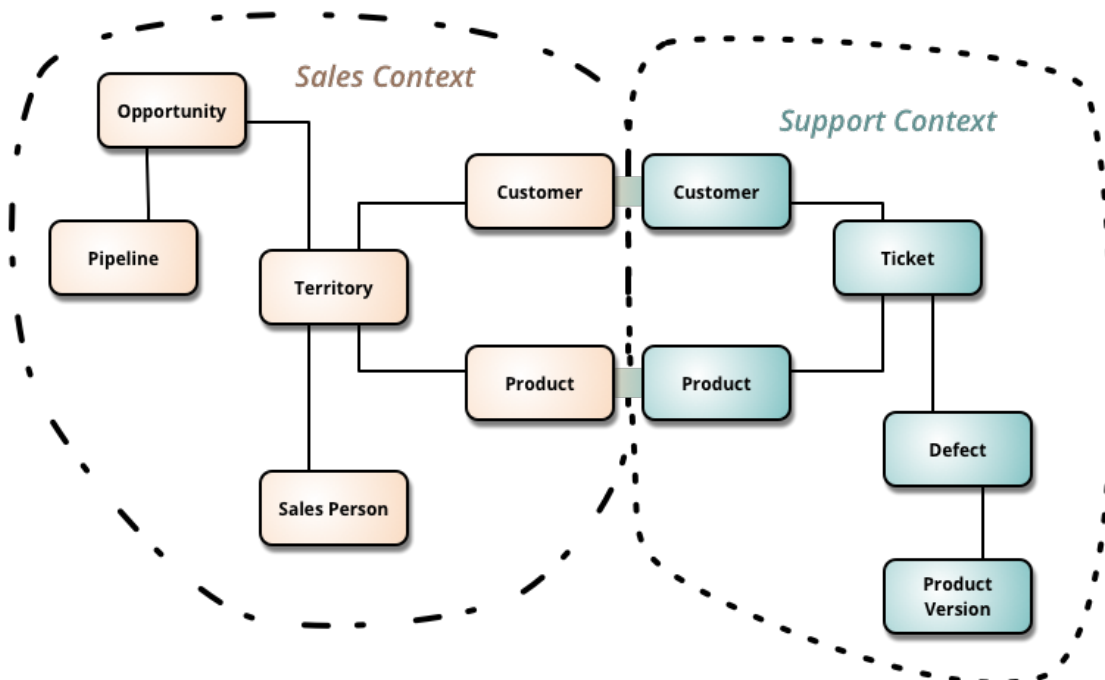 Sales Context
Opportunity
Support Context
Customer
Customer
Pipeline
Ticket
Territory
Product
Product
Defect
Sales Person
Product
Version